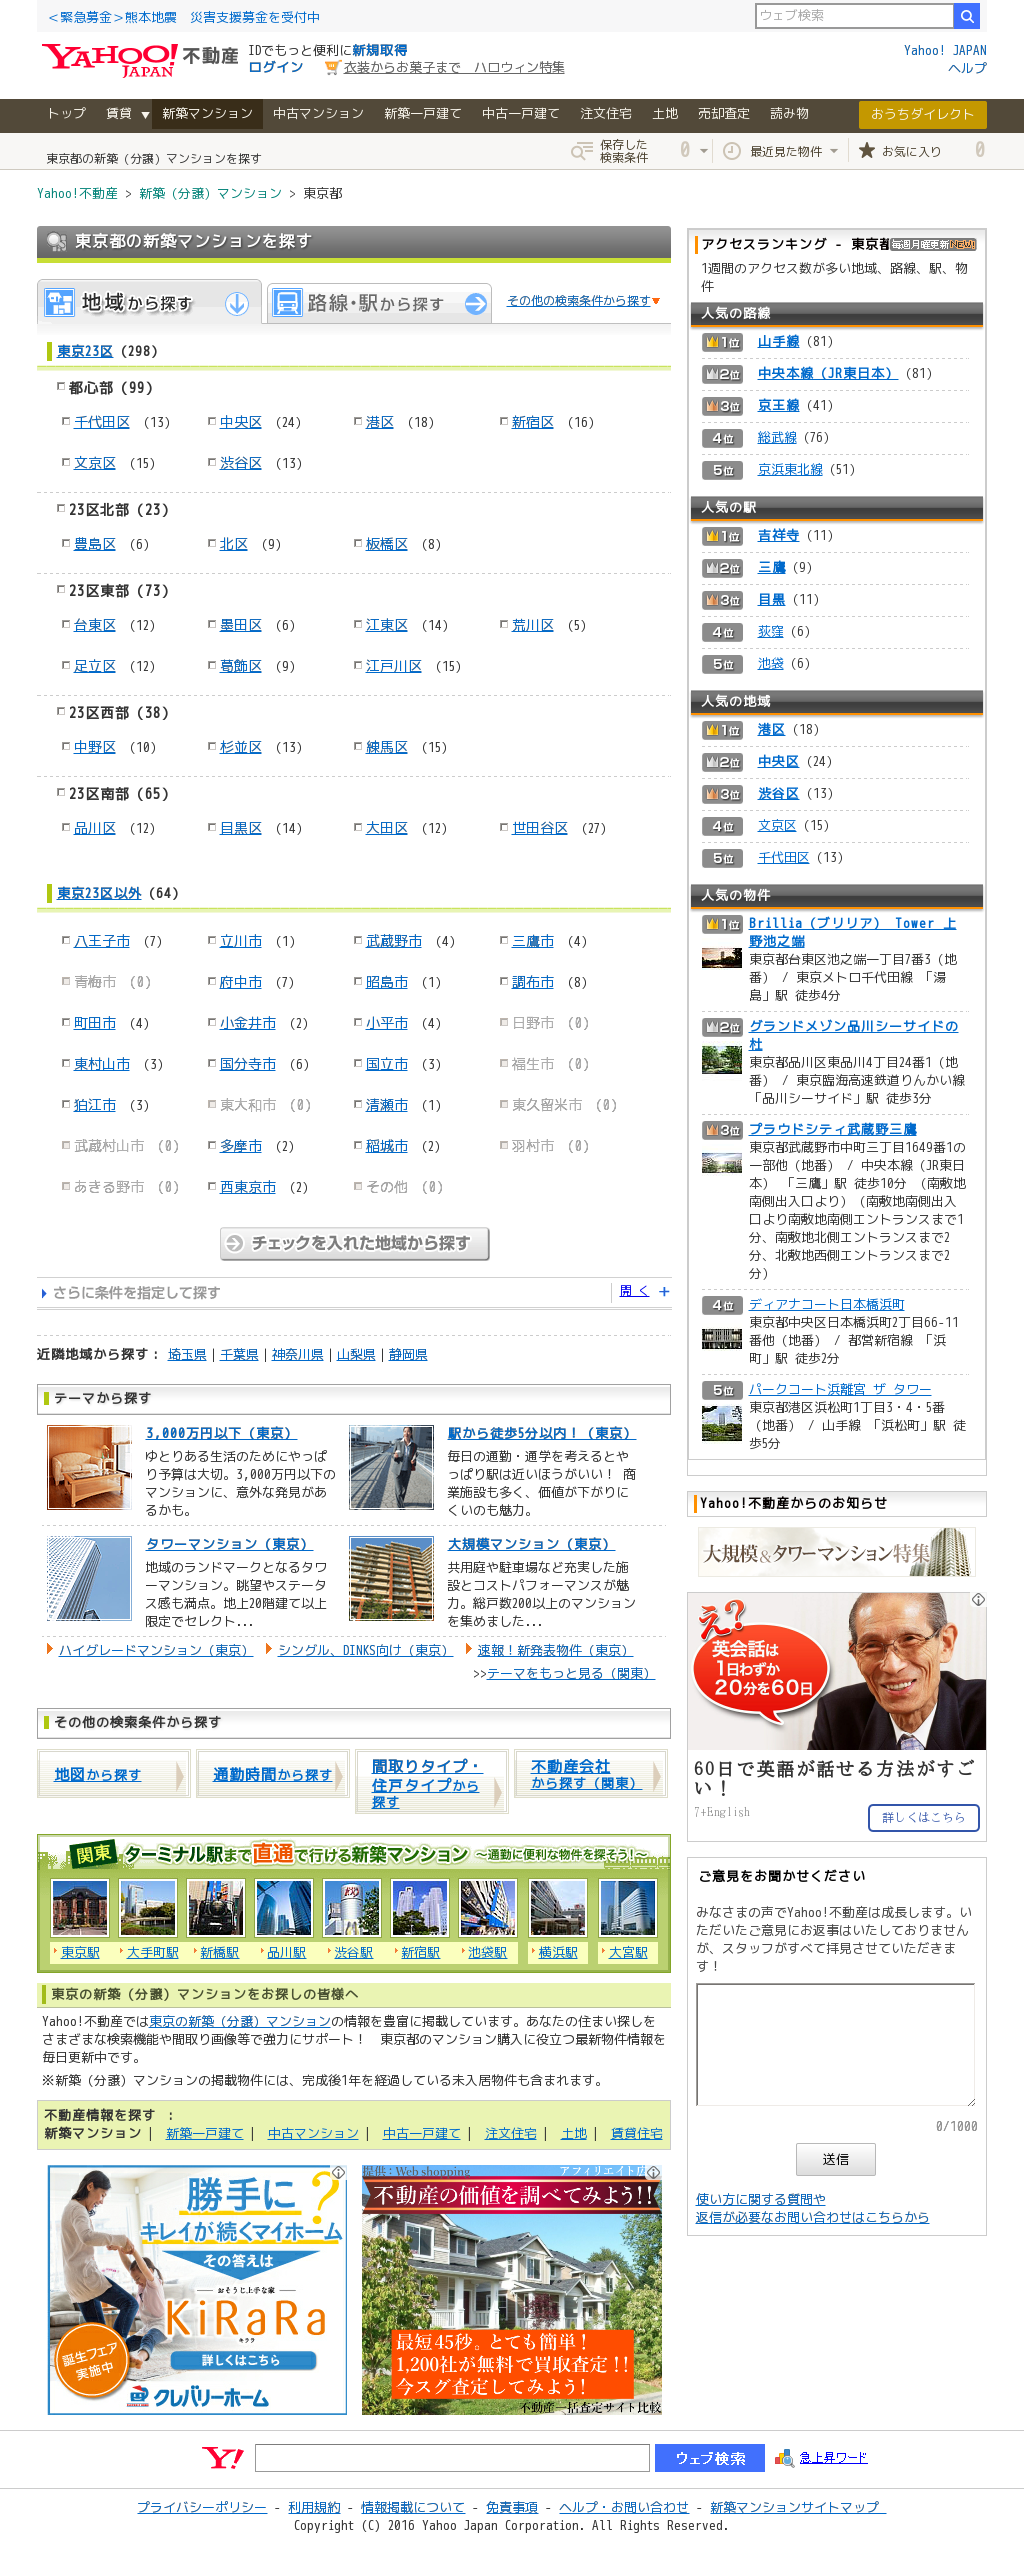 ＜緊急募金＞熊本地震　災害支援募金を受付中
ウェブ検索
YAHOO! JAPAN 不動産
IDでもっと便利に新規取得
ログイン
衣装からお菓子まで　ハロウィン特集
Yahoo! JAPAN
ヘルプ
トップ 賃貸 ▼ 新築マンション 中古マンション 新築一戸建て 中古一戸建て 注文住宅 土地 売却査定 読み物 おうちダイレクト
東京都の新築（分譲）マンションを探す
保存した
検索条件
0
最近見た物件
お気に入り
0
Yahoo!不動産 > 新築（分譲）マンション > 東京都
東京都の新築マンションを探す
地域から探す
路線・駅から探す
その他の検索条件から探す
東京23区（298）
都心部（99）
千代田区 （13） 中央区 （24） 港区 （18） 新宿区 （16）
文京区 （15） 渋谷区 （13）
23区北部（23）
豊島区 （6） 北区 （9） 板橋区 （8）
23区東部（73）
台東区 （12） 墨田区 （6） 江東区 （14） 荒川区 （5）
足立区 （12） 葛飾区 （9） 江戸川区 （15）
23区西部（38）
中野区 （10） 杉並区 （13） 練馬区 （15）
23区南部（65）
品川区 （12） 目黒区 （14） 大田区 （12） 世田谷区 （27）
東京23区以外（64）
八王子市 （7） 立川市 （1） 武蔵野市 （4） 三鷹市 （4）
青梅市 （0） 府中市 （7） 昭島市 （1） 調布市 （8）
町田市 （4） 小金井市 （2） 小平市 （4） 日野市 （0）
東村山市 （3） 国分寺市 （6） 国立市 （3） 福生市 （0）
狛江市 （3） 東大和市 （0） 清瀬市 （1） 東久留米市 （0）
武蔵村山市 （0） 多摩市 （2） 稲城市 （2） 羽村市 （0）
あきる野市 （0） 西東京市 （2） その他 （0）
チェックを入れた地域から探す
さらに条件を指定して探す
開く
近隣地域から探す： 埼玉県 | 千葉県 | 神奈川県 | 山梨県 | 静岡県
テーマから探す
3,000万円以下（東京）
ゆとりある生活のためにやっぱ
り予算は大切。3,000万円以下の
マンションに、意外な発見があ
るかも。
駅から徒歩5分以内！（東京）
毎日の通勤・通学を考えるとや
っぱり駅は近いほうがいい！ 商
業施設も多く、価値が下がりに
くいのも魅力。
タワーマンション（東京）
地域のランドマークとなるタワ
ーマンション。眺望やステータ
ス感も満点。地上20階建て以上
限定でセレクト...
大規模マンション（東京）
共用庭や駐車場など充実した施
設とコストパフォーマンスが魅
力。総戸数200以上のマンション
を集めました...
ハイグレードマンション（東京） シングル、DINKS向け（東京） 速報！新発表物件（東京）
>>テーマをもっと見る（関東）
その他の検索条件から探す
地図から探す
通勤時間から探す
間取りタイプ・
住戸タイプから
探す
不動産会社
から探す（関東）
関東 ターミナル駅まで直通で行ける新築マンション ～通勤に便利な物件を探そう！～
東京駅 大手町駅 新橋駅 品川駅 渋谷駅 新宿駅 池袋駅 横浜駅 大宮駅
東京の新築（分譲）マンションをお探しの皆様へ
Yahoo!不動産では東京の新築（分譲）マンションの情報を豊富に掲載しています。あなたの住まい探しを
さまざまな検索機能や間取り画像等で強力にサポート！　東京都のマンション購入に役立つ最新物件情報を
毎日更新中です。
※新築（分譲）マンションの掲載物件には、完成後1年を経過している未入居物件も含まれます。
不動産情報を探す ：
新築マンション | 新築一戸建て | 中古マンション | 中古一戸建て | 注文住宅 | 土地 | 賃貸住宅
勝手に
キレイが続くマイホーム
?
その答えは
おそうじ上手な家
KiRaRa
キララ
詳しくはこちら
誕生フェア
実施中
クレバリーホーム
提供：Web shopping
アフィリエイト広
不動産の価値を調べてみよう!!
最短45秒。とても簡単！
1,200社が無料で買取査定!!
今スグ査定してみよう！
不動産一括査定サイト比較
アクセスランキング - 東京都
毎週月曜更新NEW!
1週間のアクセス数が多い地域、路線、駅、物
件
人気の路線
1位 山手線（81）
2位 中央本線（JR東日本）（81）
3位 京王線（41）
4位 総武線（76）
5位 京浜東北線（51）
人気の駅
1位 吉祥寺（11）
2位 三鷹（9）
3位 目黒（11）
4位 荻窪（6）
5位 池袋（6）
人気の地域
1位 港区（18）
2位 中央区（24）
3位 渋谷区（13）
4位 文京区（15）
5位 千代田区（13）
人気の物件
1位 Brillia（ブリリア） Tower 上
野池之端
東京都台東区池之端一丁目7番3（地
番） / 東京メトロ千代田線 「湯
島」駅 徒歩4分
2位 グランドメゾン品川シーサイドの
杜
東京都品川区東品川4丁目24番1（地
番） / 東京臨海高速鉄道りんかい線
「品川シーサイド」駅 徒歩3分
3位 プラウドシティ武蔵野三鷹
東京都武蔵野市中町三丁目1649番1の
一部他（地番） / 中央本線（JR東日
本） 「三鷹」駅 徒歩10分 （南敷地
南側出入口より）（南敷地南側出入
口より南敷地南側エントランスまで1
分、南敷地北側エントランスまで2
分、北敷地西側エントランスまで2
分）
4位 ディアナコート日本橋浜町
東京都中央区日本橋浜町2丁目66-11
番他（地番） / 都営新宿線 「浜
町」駅 徒歩2分
5位 パークコート浜離宮 ザ タワー
東京都港区浜松町1丁目3・4・5番
（地番） / 山手線 「浜松町」駅 徒
歩5分
Yahoo!不動産からのお知らせ
大規模&タワーマンション特集
え?
英会話は
1日わずか
20分を60日
60日で英語が話せる方法がすご
い！
7+English
詳しくはこちら
ご意見をお聞かせください
みなさまの声でYahoo!不動産は成長します。い
ただいたご意見にお返事はいたしておりません
が、スタッフがすべて拝見させていただきま
す！
0/1000
送信
使い方に関する質問や
返信が必要なお問い合わせはこちらから
Y!
ウェブ検索
急上昇ワード
プライバシーポリシー - 利用規約 - 情報掲載について - 免責事項 - ヘルプ・お問い合わせ - 新築マンションサイトマップ
Copyright (C) 2016 Yahoo Japan Corporation. All Rights Reserved.